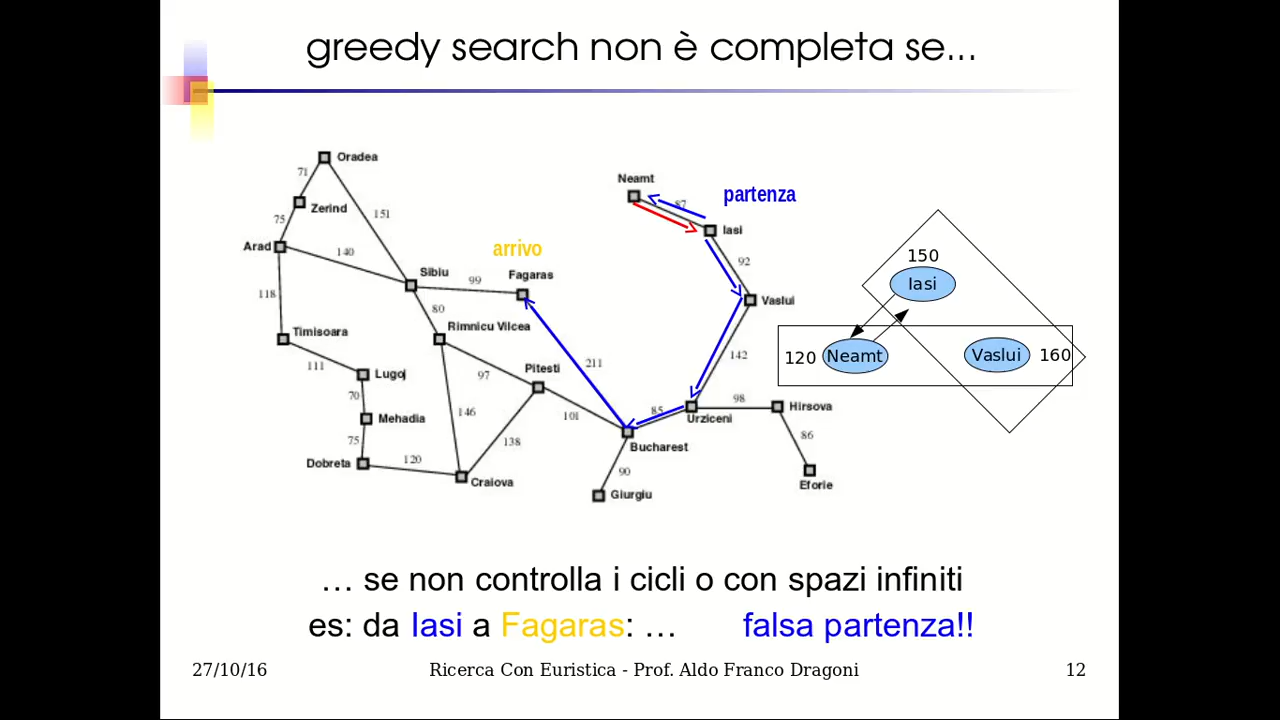 greedy search non è completa se...
Oradea
71
Neamt
87
partenza
Zerind
151
75
Iasi
Arad
140
arrivo
92
150
Iasi
Sibiu
99
Fagaras
118
80
Vaslui
Timisoara
Rimnicu Vilcea
142
120
Neamt
Vaslui
160
111
Lugoj
97
Pitesti
211
70
146
101
85
98
Hirsova
Mehadia
Urziceni
75
138
Bucharest
86
Dobreta
120
90
Craiova
Giurgiu
Eforie
… se non controlla i cicli o con spazi infiniti
es: da Iasi a Fagaras: … falsa partenza!!
27/10/16 Ricerca Con Euristica - Prof. Aldo Franco Dragoni 12